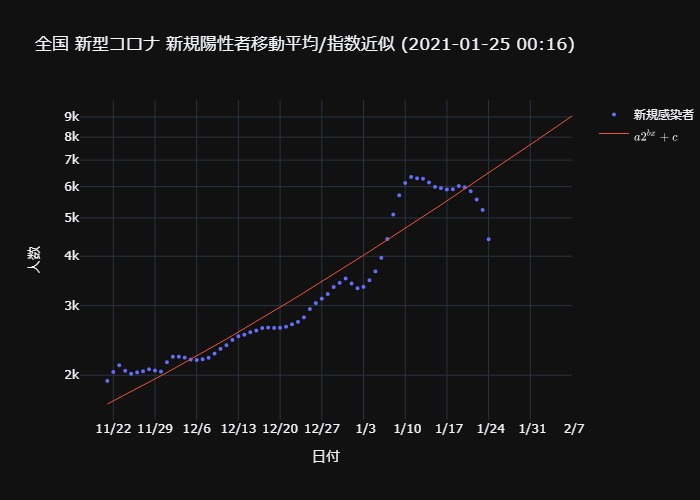 全国 新型コロナ 新規陽性者移動平均/指数近似 (2021-01-25 00:16)
9k
8k
7k
6k
5k
4k
3k
2k
人数
11/22 11/29 12/6 12/13 12/20 12/27 1/3 1/10 1/17 1/24 1/31 2/7
日付
新規感染者
a2^{bx} + c